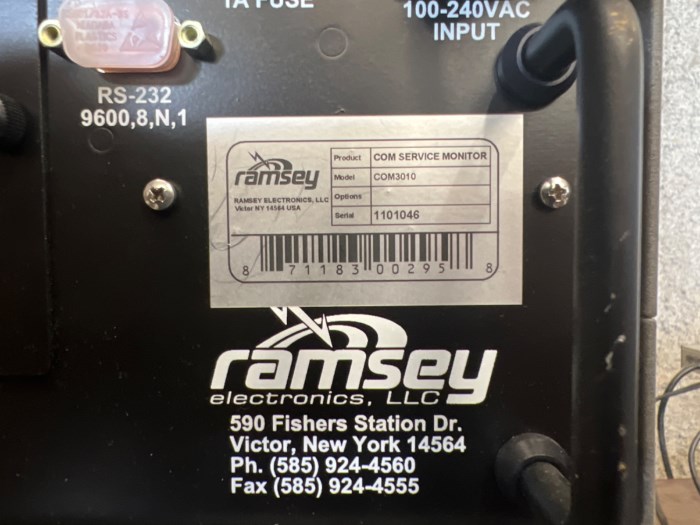 1A FUSE
100-240VAC
INPUT
RS-232
9600,8,N,1
ramsey
RAMSEY ELECTRONICS, LLC
Victor NY 14564 USA
Product COM SERVICE MONITOR
Model COM3010
Options
Serial 1101046
8 71183 00295 8
ramsey
electronics, LLC
590 Fishers Station Dr.
Victor, New York 14564
Ph. (585) 924-4560
Fax (585) 924-4555